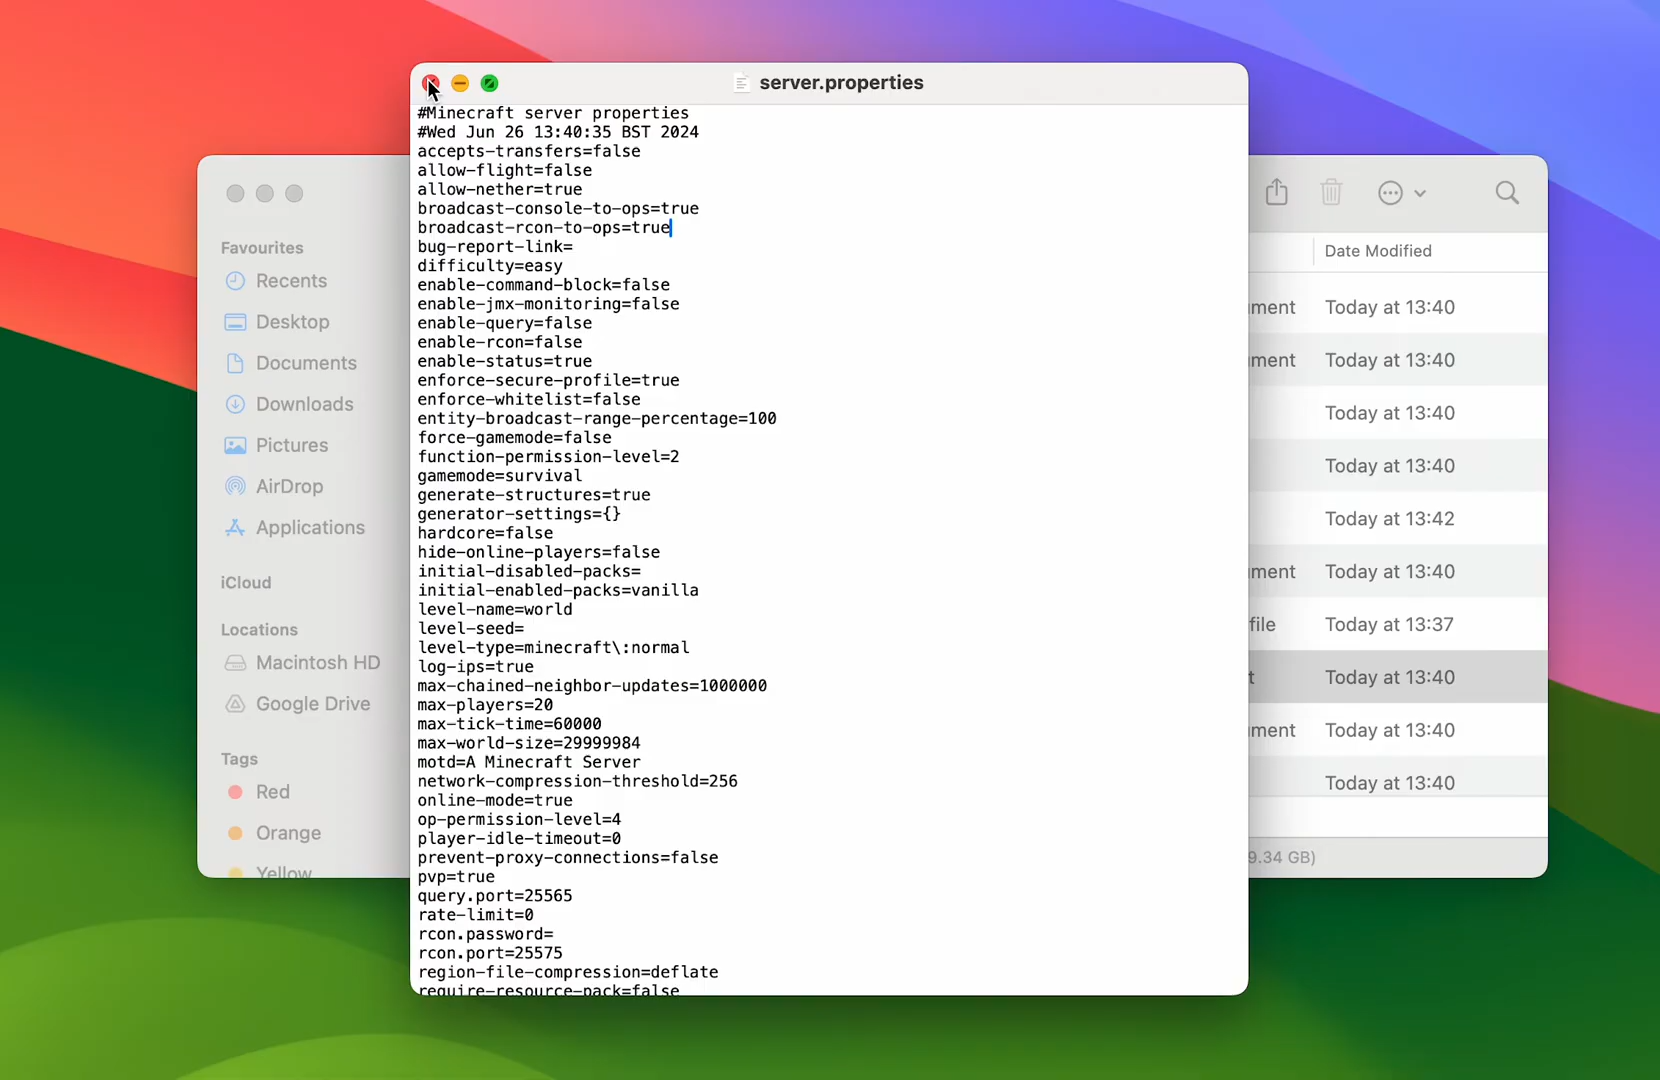 server.properties
#Minecraft server properties
#Wed Jun 26 13:40:35 BST 2024
accepts-transfers=false
allow-flight=false
allow-nether=true
broadcast-console-to-ops=true
broadcast-rcon-to-ops=true
bug-report-link=
difficulty=easy
enable-command-block=false
enable-jmx-monitoring=false
enable-query=false
enable-rcon=false
enable-status=true
enforce-secure-profile=true
enforce-whitelist=false
entity-broadcast-range-percentage=100
force-gamemode=false
function-permission-level=2
gamemode=survival
generate-structures=true
generator-settings={}
hardcore=false
hide-online-players=false
initial-disabled-packs=
initial-enabled-packs=vanilla
level-name=world
level-seed=
level-type=minecraft\:normal
log-ips=true
max-chained-neighbor-updates=1000000
max-players=20
max-tick-time=60000
max-world-size=29999984
motd=A Minecraft Server
network-compression-threshold=256
online-mode=true
op-permission-level=4
player-idle-timeout=0
prevent-proxy-connections=false
pvp=true
query.port=25565
rate-limit=0
rcon.password=
rcon.port=25575
region-file-compression=deflate
require-resource-pack=false
Favourites
Recents
Desktop
Documents
Downloads
Pictures
AirDrop
Applications
iCloud
Locations
Macintosh HD
Google Drive
Tags
Red
Orange
Yellow
Date Modified
ment Today at 13:40
ment Today at 13:40
Today at 13:40
Today at 13:40
Today at 13:42
ment Today at 13:40
file Today at 13:37
t Today at 13:40
ment Today at 13:40
Today at 13:40
9.34 GB)